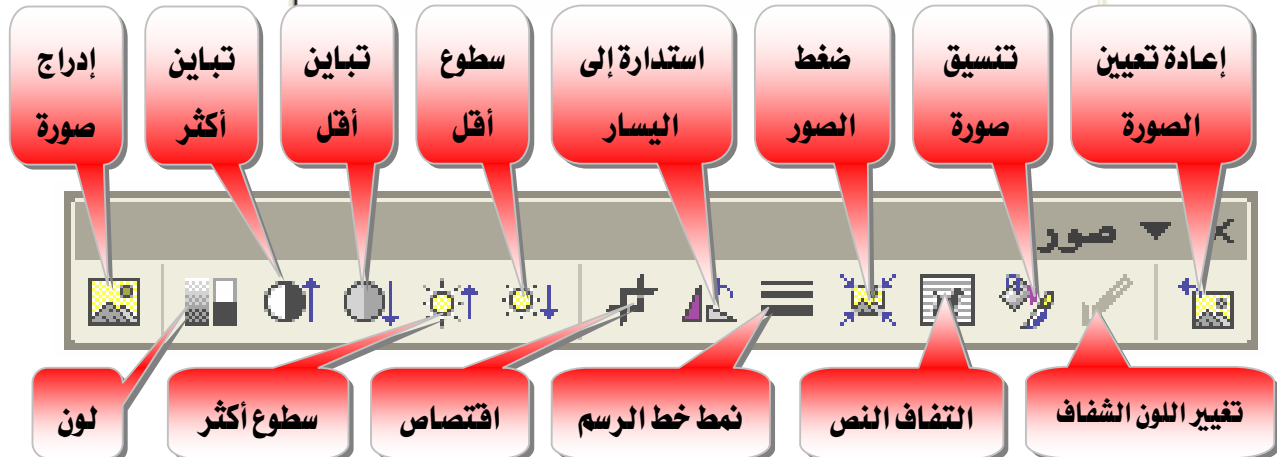 إعادة تعيين
الصورة
تنسيق
صورة
ضغط
الصور
استدارة إلى
اليسار
سطوع
أقل
تباين
أقل
تباين
أكثر
إدراج
صورة
صور
تغيير اللون الشفاف
التفاف النص
نمط خط الرسم
اقتصاص
سطوع أكثر
لون